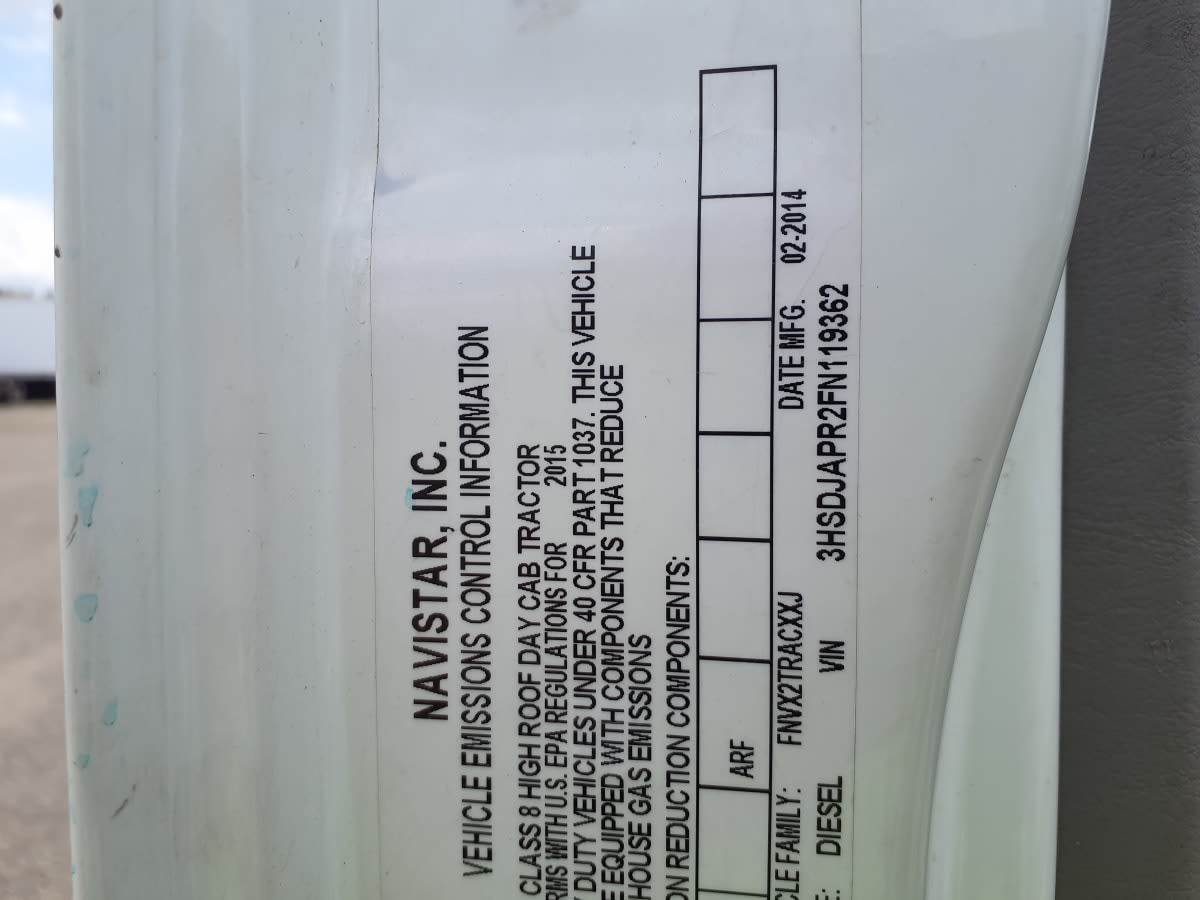 NAVISTAR, INC.
VEHICLE EMISSIONS CONTROL INFORMATION
CLASS 8 HIGH ROOF DAY CAB TRACTOR
RMS WITH U.S. EPA REGULATIONS FOR 2015
DUTY VEHICLES UNDER 40 CFR PART 1037. THIS VEHICLE
E EQUIPPED WITH COMPONENTS THAT REDUCE
HOUSE GAS EMISSIONS
ON REDUCTION COMPONENTS:
ARF
CLE FAMILY: FNVX2TRACXXJ DATE MFG. 02-2014
E: DIESEL VIN 3HSDJAPR2FN119362